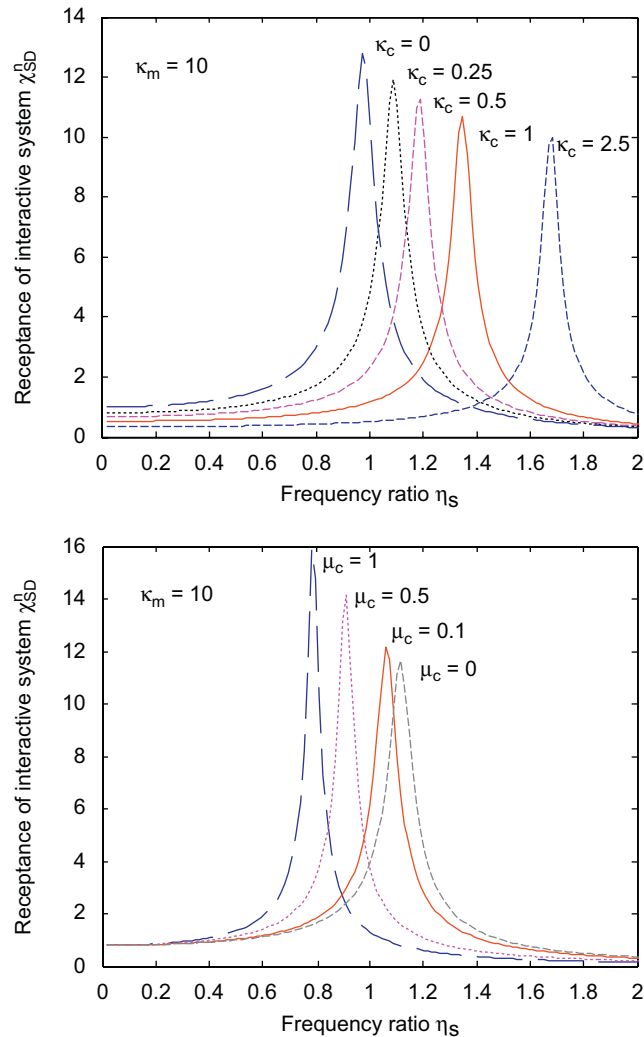 14
12
10
8
6
4
2
0
Receptance of interactive system χⁿSD
κm = 10
κc = 0
κc = 0.25
κc = 0.5
κc = 1
κc = 2.5
0 0.2 0.4 0.6 0.8 1 1.2 1.4 1.6 1.8 2
Frequency ratio ηs
16
14
12
10
8
6
4
2
0
Receptance of interactive system χⁿSD
κm = 10
μc = 1
μc = 0.5
μc = 0.1
μc = 0
0 0.2 0.4 0.6 0.8 1 1.2 1.4 1.6 1.8 2
Frequency ratio ηs